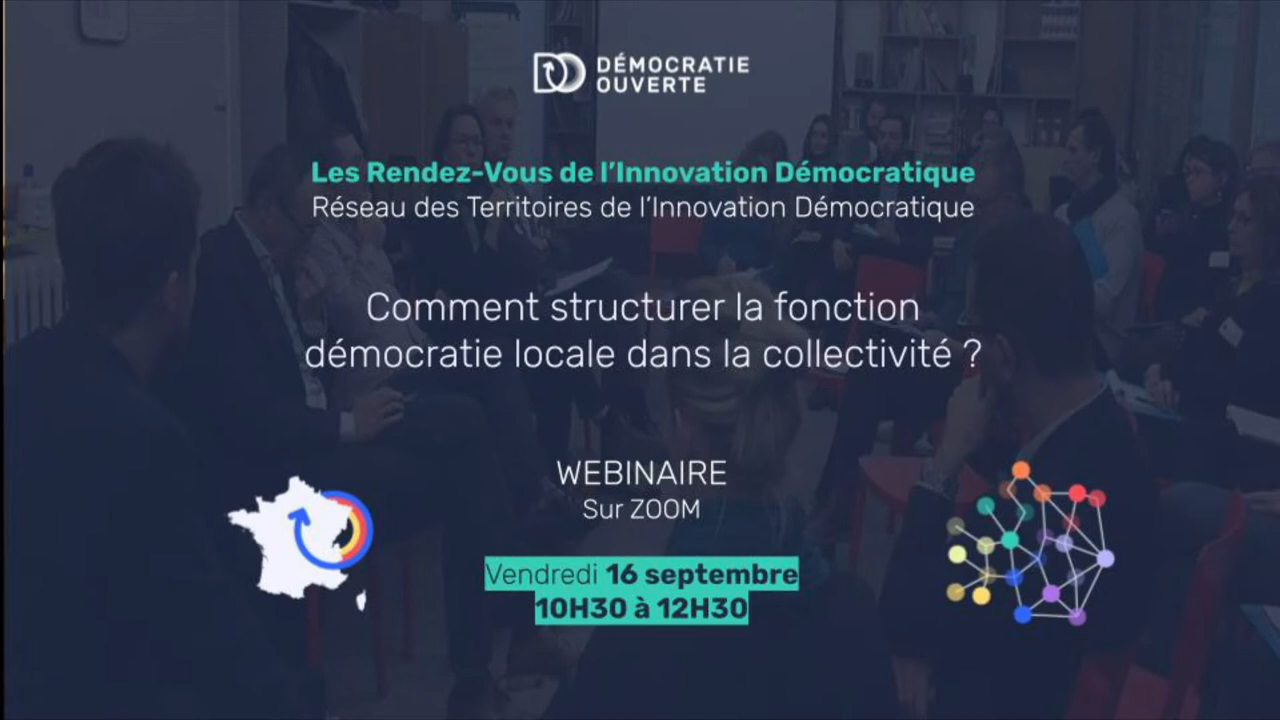 DÉMOCRATIE
OUVERTE
Les Rendez-Vous de l'Innovation Démocratique
Réseau des Territoires de l'Innovation Démocratique
Comment structurer la fonction
démocratie locale dans la collectivité ?
WEBINAIRE
Sur ZOOM
Vendredi 16 septembre
10H30 à 12H30